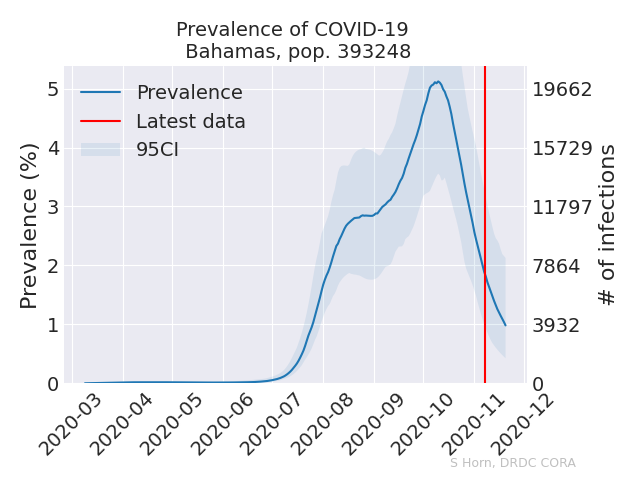 Prevalence of COVID-19
Bahamas, pop. 393248
Prevalence
Latest data
95CI
Prevalence (%)
5
4
3
2
1
0
19662
15729
11797
7864
3932
0
# of infections
2020-03
2020-04
2020-05
2020-06
2020-07
2020-08
2020-09
2020-10
2020-11
2020-12
S Horn, DRDC CORA